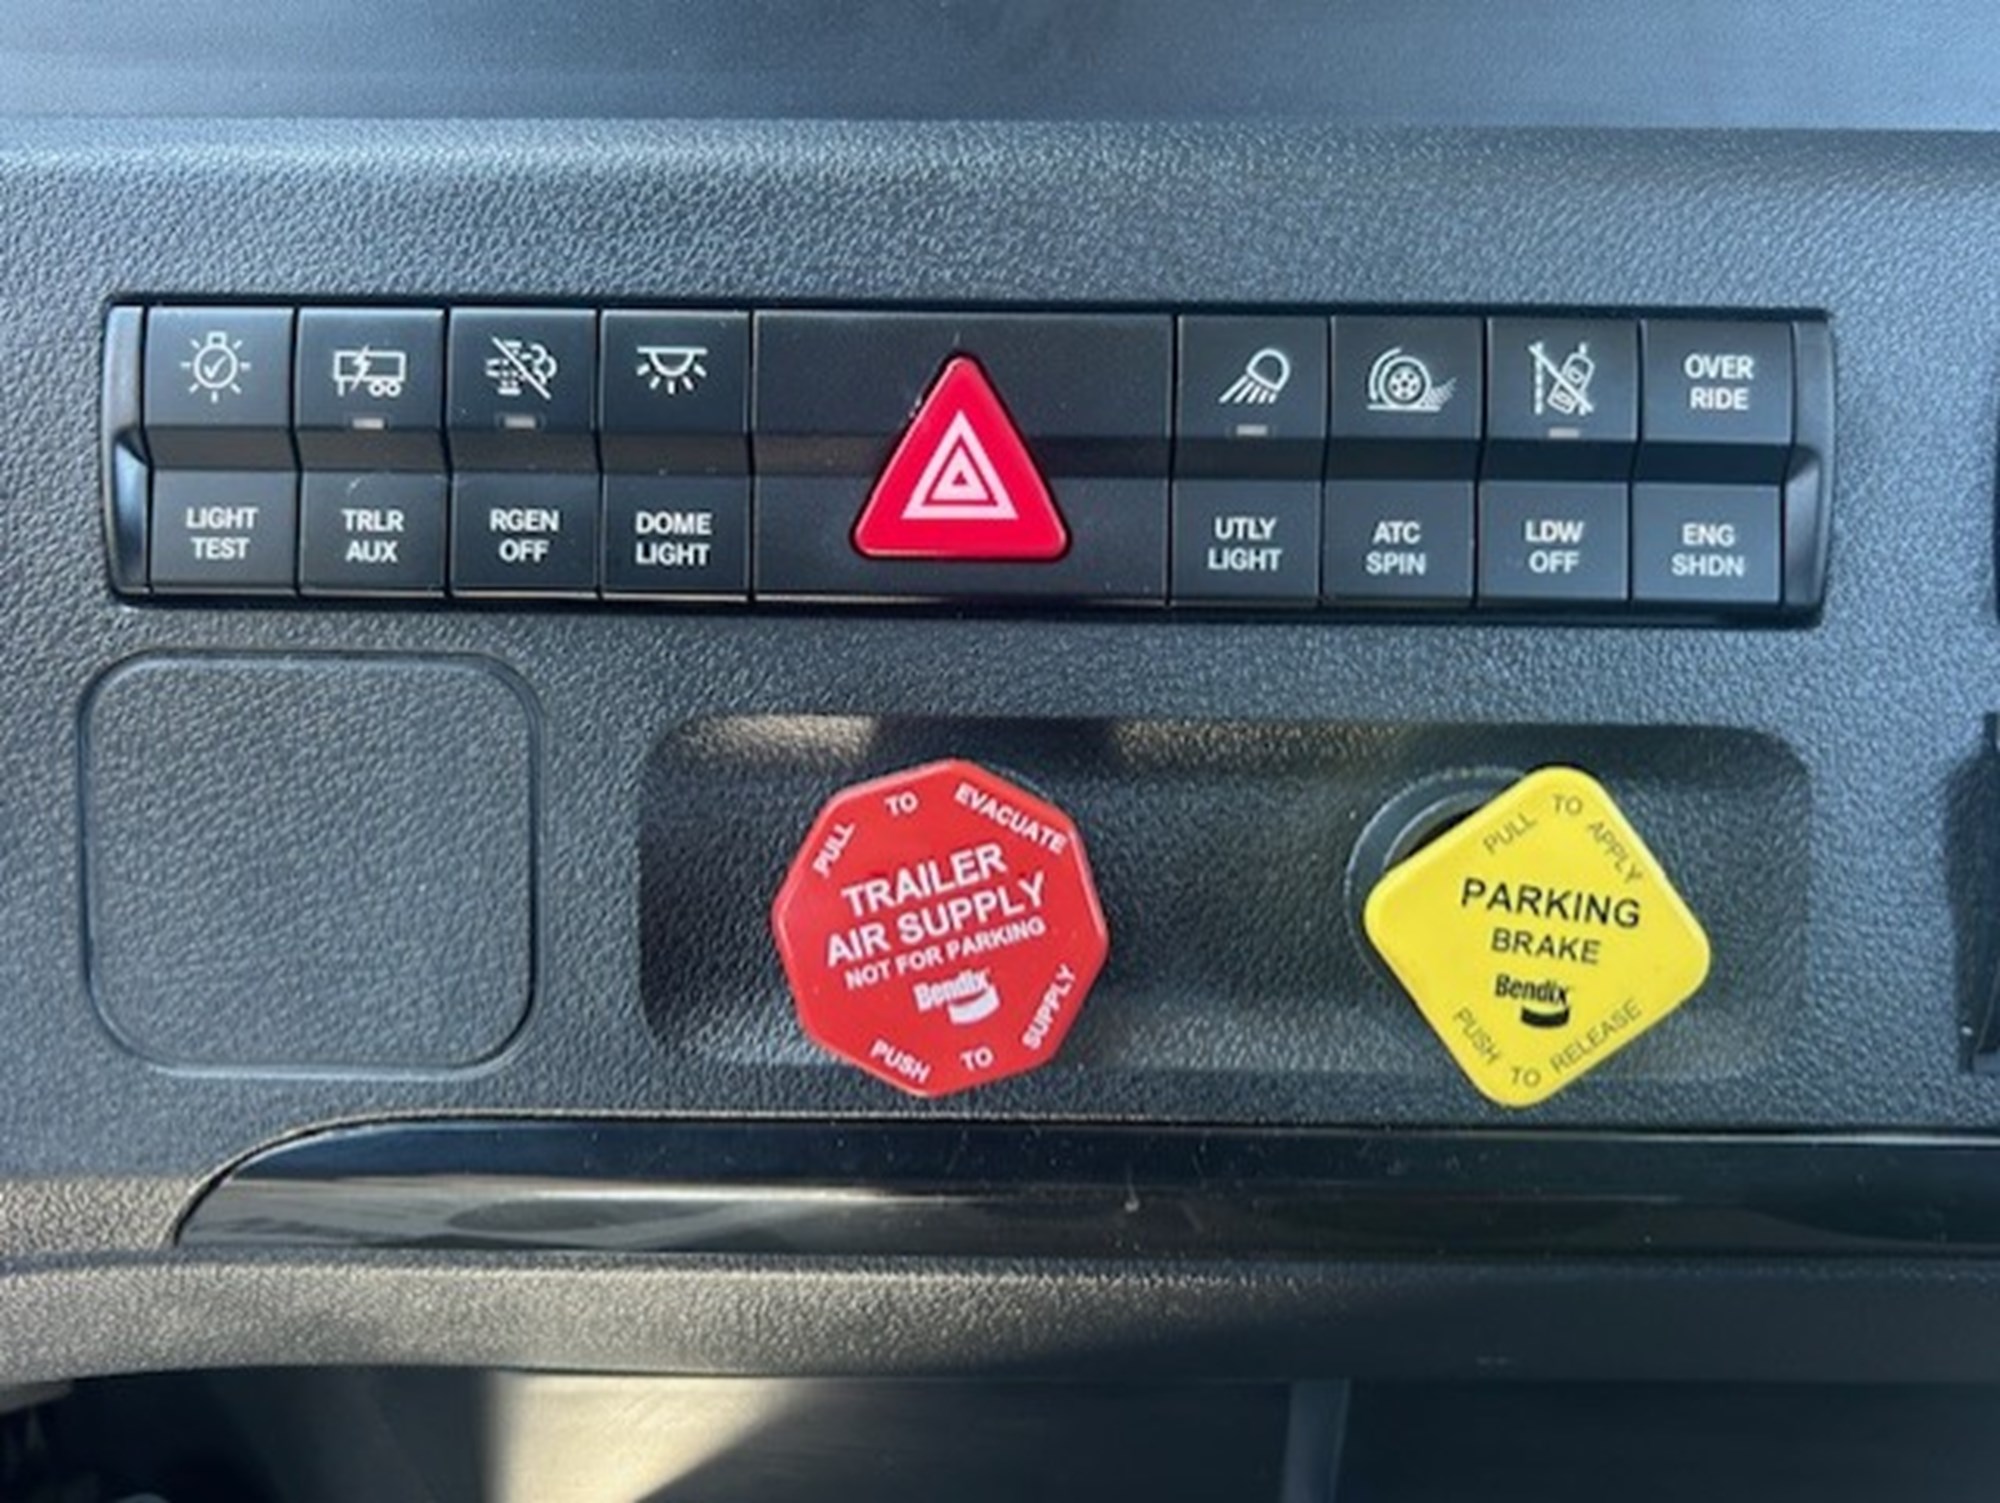 LIGHT
TEST
TRLR
AUX
RGEN
OFF
DOME
LIGHT
UTLY
LIGHT
ATC
SPIN
LDW
OFF
OVER
RIDE
ENG
SHDN
PULL TO EVACUATE
TRAILER
AIR SUPPLY
NOT FOR PARKING
Bendix
PUSH TO SUPPLY
PULL TO APPLY
PARKING
BRAKE
Bendix
PUSH TO RELEASE